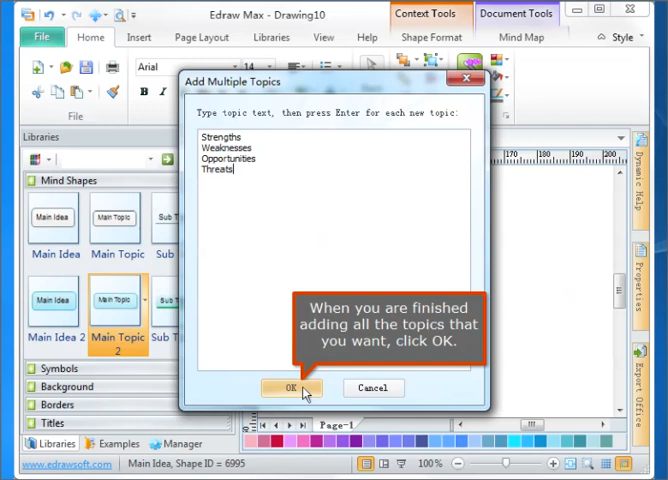 Edraw Max - Drawing10
Context Tools
Document Tools
File
Home
Insert
Page Layout
Libraries
View
Help
Shape Format
Mind Map
Style
Arial
14
B I
File
Add Multiple Topics
Type topic text, then press Enter for each new topic:
Strengths
Weaknesses
Opportunities
Threats
When you are finished
adding all the topics that
you want, click OK.
OK
Cancel
Libraries
Mind Shapes
Main Idea
Main Topic
Sub T
Main Idea
Main Topic
Sub T
Main Idea
Main Topic
Main Idea 2
Main Topic
2
Sub T
Symbols
Background
Borders
Titles
Libraries
Examples
Manager
170 180 190
Dynamic Help
Properties
Export Office
Page-1
www.edrawsoft.com
Main Idea, Shape ID = 6995
100%